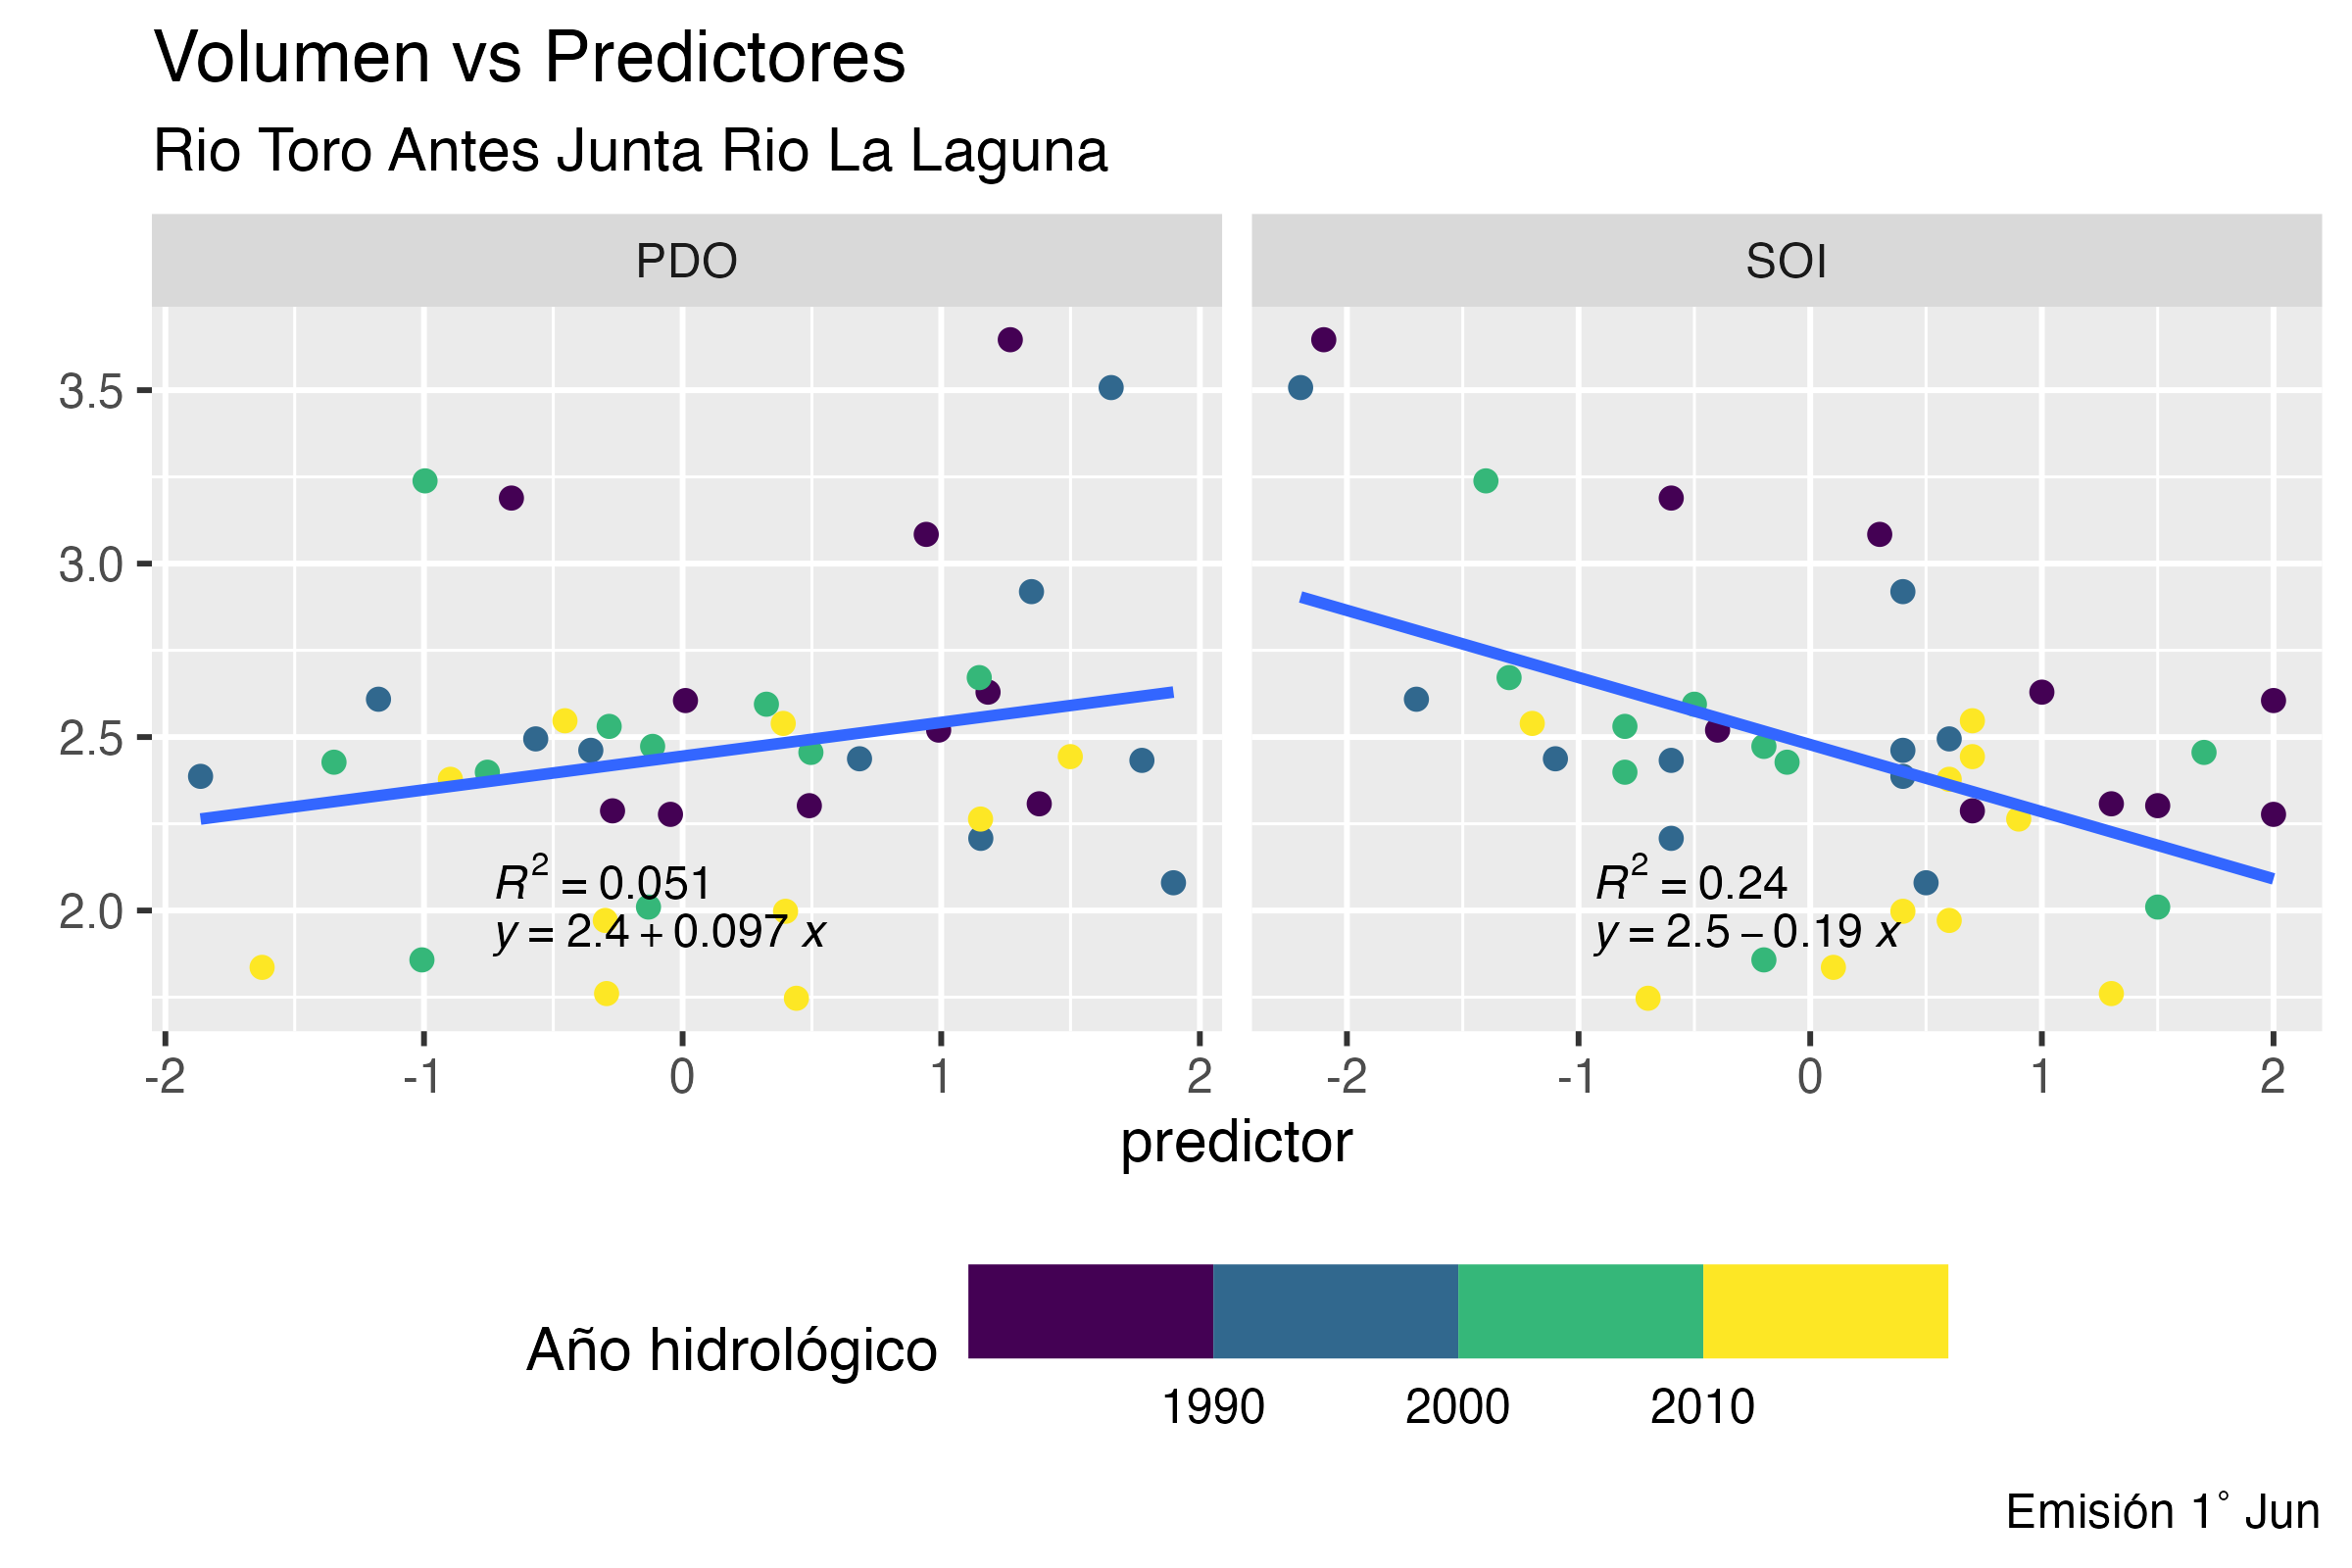 Volumen vs Predictores
Rio Toro Antes Junta Rio La Laguna
PDO
SOI
3.5
3.0
2.5
2.0
R² = 0.051
y = 2.4 + 0.097 x
R² = 0.24
y = 2.5 − 0.19 x
-2 -1 0 1 2
-2 -1 0 1 2
predictor
Año hidrológico
1990 2000 2010
Emisión 1° Jun